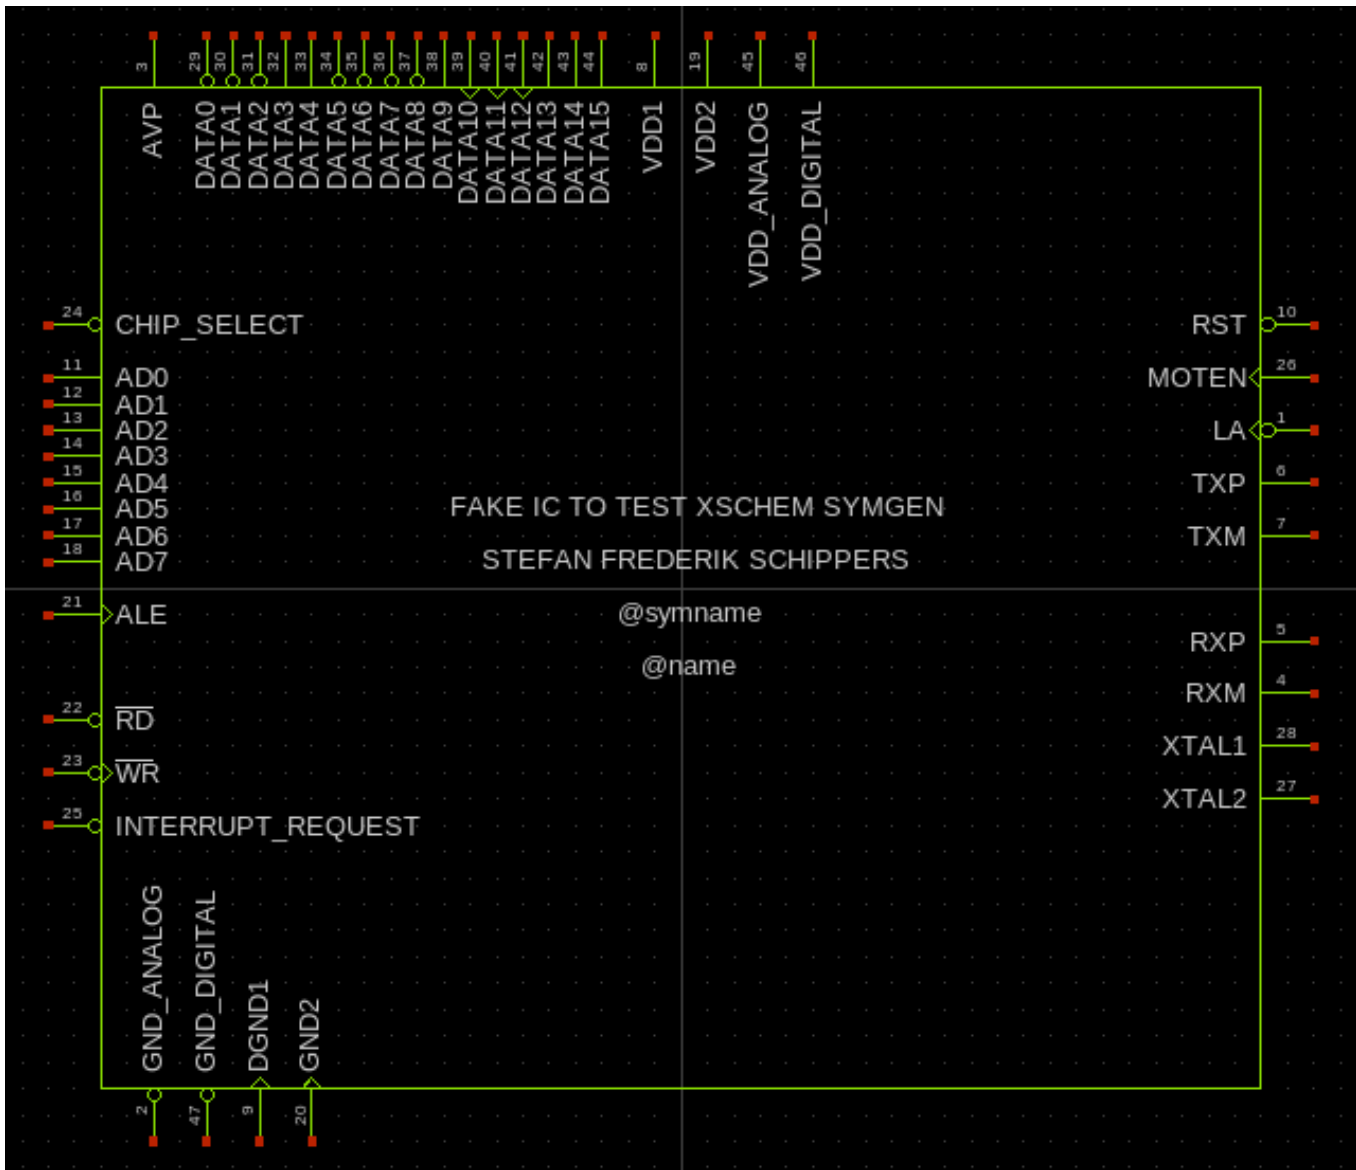 3 29 30 31 32 33 34 35 36 37 38 39 40 41 42 43 44 8 19 45 46
AVP DATA0 DATA1 DATA2 DATA3 DATA4 DATA5 DATA6 DATA7 DATA8 DATA9 DATA10 DATA11 DATA12 DATA13 DATA14 DATA15 VDD1 VDD2 VDD_ANALOG VDD_DIGITAL
24 CHIP_SELECT
11 AD0
12 AD1
13 AD2
14 AD3
15 AD4
16 AD5
17 AD6
18 AD7
21 ALE
22 RD
23 WR
25 INTERRUPT_REQUEST
FAKE IC TO TEST XSCHEM SYMGEN
STEFAN FREDERIK SCHIPPERS
@symname
@name
RST 10
MOTEN 26
LA 1
TXP 6
TXM 7
RXP 5
RXM 4
XTAL1 28
XTAL2 27
GND_ANALOG GND_DIGITAL DGND1 GND2
2 47 9 20